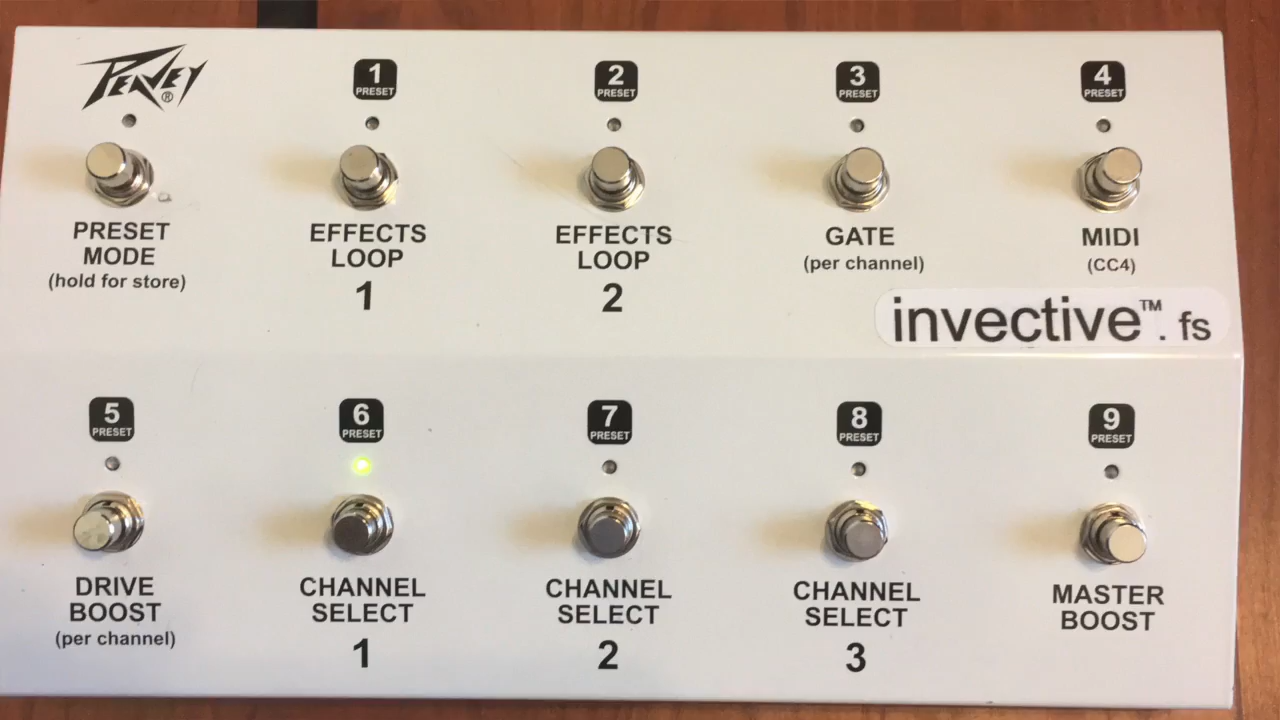 PEAVEY®
1
PRESET
2
PRESET
3
PRESET
4
PRESET
PRESET
MODE
(hold for store)
EFFECTS
LOOP
1
EFFECTS
LOOP
2
GATE
(per channel)
MIDI
(CC4)
invective™. fs
5
PRESET
6
PRESET
7
PRESET
8
PRESET
9
PRESET
DRIVE
BOOST
(per channel)
CHANNEL
SELECT
1
CHANNEL
SELECT
2
CHANNEL
SELECT
3
MASTER
BOOST